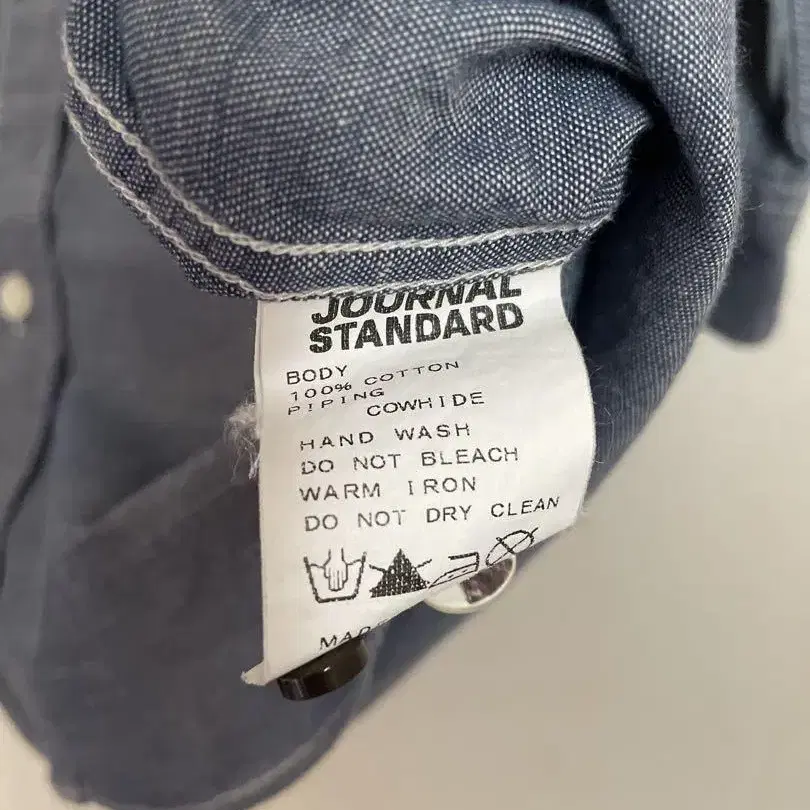 JOURNAL
STANDARD
BODY
100% COTTON
PIPING
COWHIDE
HAND WASH
DO NOT BLEACH
WARM IRON
DO NOT DRY CLEAN